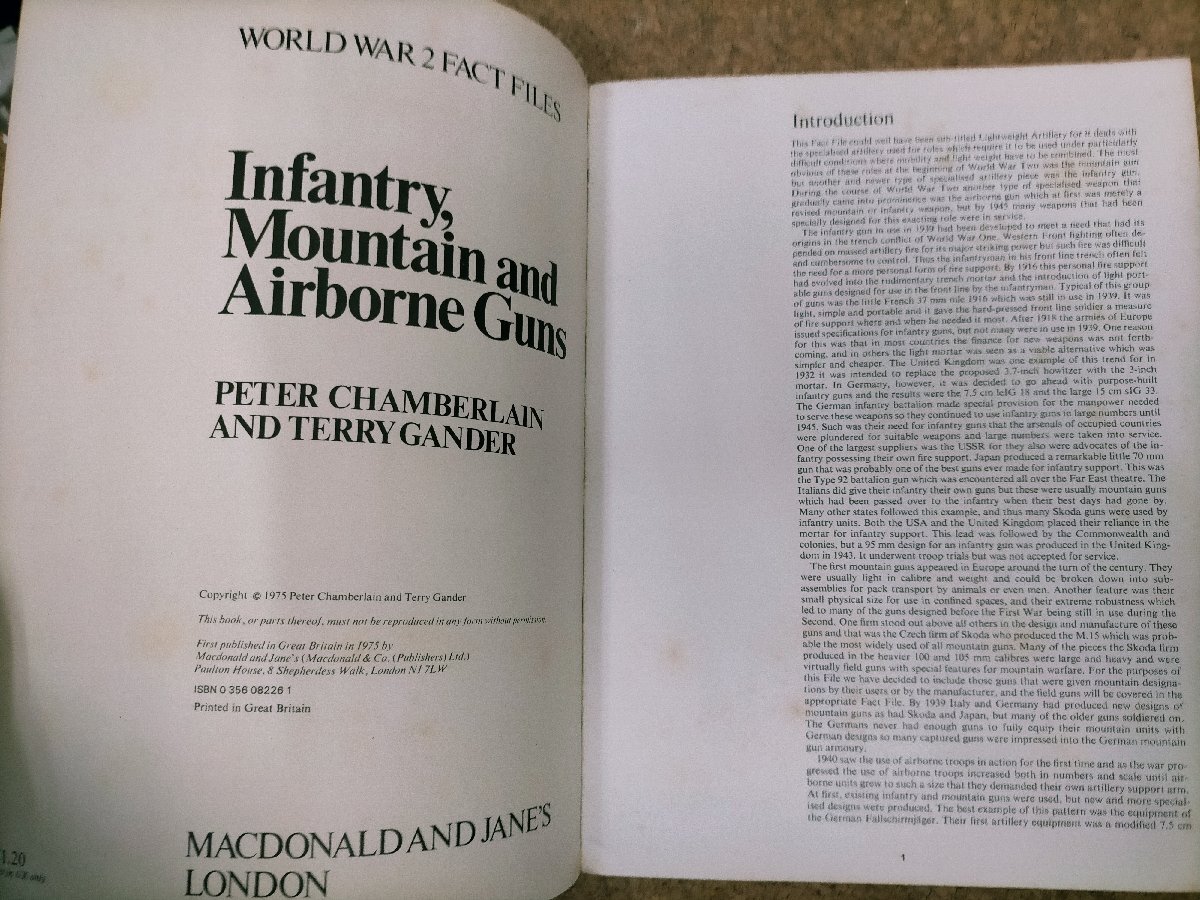 WORLD WAR 2 FACT FILES
Infantry,
Mountain and
Airborne Guns
PETER CHAMBERLAIN
AND TERRY GANDER
Copyright © 1975 Peter Chamberlain and Terry Gander
This book, or parts thereof, must not be reproduced in any form without permission.
First published in Great Britain in 1975 by
Macdonald and Jane's (Macdonald & Co. (Publishers) Ltd.)
Paulton House, 8 Shepherdess Walk, London N1 7LW
ISBN 0 356 08226 1
Printed in Great Britain
MACDONALD AND JANE'S
LONDON
1.20
only
Introduction
This Fact File could well have been sub-titled Lightweight Artillery for it deals with
the specialised artillery used for roles which require it to be used under particularly
difficult conditions where mobility and light weight have to be combined. The most
obvious of these roles at the beginning of World War Two was the mountain gun
but another and newer type of specialised artillery piece was the infantry gun.
During the course of World War Two another type of specialised weapon that
gradually came into prominence was the airborne gun which at first was merely a
revised mountain or infantry weapon, but by 1945 many weapons that had been
specially designed for this exacting role were in service.
The infantry gun in use in 1939 had been developed to meet a need that had its
origins in the trench conflict of World War One. Western Front fighting often de-
pended on massed artillery fire for its major striking power but such fire was difficult
and cumbersome to control. Thus the infantryman in his front line trench often felt
the need for a more personal form of fire support. By 1916 this personal fire support
had evolved into the rudimentary trench mortar and the introduction of light port-
able guns designed for use in the front line by the infantryman. Typical of this group
of guns was the little French 37 mm mle 1916 which was still in use in 1939. It was
light, simple and portable and it gave the hard-pressed front line soldier a measure
of fire support where and when he needed it most. After 1918 the armies of Europe
issued specifications for infantry guns, but not many were in use in 1939. One reason
for this was that in most countries the finance for new weapons was not forth-
coming, and in others the light mortar was seen as a viable alternative which was
simpler and cheaper. The United Kingdom was one example of this trend for in
1932 it was intended to replace the proposed 3.7-inch howitzer with the 3-inch
mortar. In Germany, however, it was decided to go ahead with purpose-built
infantry guns and the results were the 7.5 cm leIG 18 and the large 15 cm sIG 33.
The German infantry battalion made special provision for the manpower needed
to serve these weapons so they continued to use infantry guns in large numbers until
1945. Such was their need for infantry guns that the arsenals of occupied countries
were plundered for suitable weapons and large numbers were taken into service.
One of the largest suppliers was the USSR for they also were advocates of the in-
fantry possessing their own fire support. Japan produced a remarkable little 70 mm
gun that was probably one of the best guns ever made for infantry support. This was
the Type 92 battalion gun which was encountered all over the Far East theatre. The
Italians did give their infantry their own guns but these were usually mountain guns
which had been passed over to the infantry when their best days had gone by.
Many other states followed this example, and thus many Skoda guns were used by
infantry units. Both the USA and the United Kingdom placed their reliance in the
mortar for infantry support. This lead was followed by the Commonwealth and
colonies, but a 95 mm design for an infantry gun was produced in the United King-
dom in 1943. It underwent troop trials but was not accepted for service.
The first mountain guns appeared in Europe around the turn of the century. They
were usually light in calibre and weight and could be broken down into sub-
assemblies for pack transport by animals or even men. Another feature was their
small physical size for use in confined spaces, and their extreme robustness which
led to many of the guns designed before the First War being still in use during the
Second. One firm stood out above all others in the design and manufacture of these
guns and that was the Czech firm of Skoda who produced the M.15 which was prob-
able the most widely used of all mountain guns. Many of the pieces the Skoda firm
produced in the heavier 100 and 105 mm calibres were large and heavy and were
virtually field guns with special features for mountain warfare. For the purposes of
this File we have decided to include those guns that were given mountain designa-
tions by their users or by the manufacturer, and the field guns will be covered in the
appropriate Fact File. By 1939 Italy and Germany had produced new designs of
mountain guns as had Skoda and Japan, but many of the older guns soldiered on.
The Germans never had enough guns to fully equip their mountain units with
German designs so many captured guns were impressed into the German mountain
gun armoury.
1940 saw the use of airborne troops in action for the first time and as the war pro-
gressed the use of airborne troops increased both in numbers and scale until air-
borne units grew to such a size that they demanded their own artillery support arm.
At first, existing infantry and mountain guns were used, but new and more special-
ised designs were produced. The best example of this pattern was the equipment of
the German Fallschirmjäger. Their first artillery equipment was a modified 7.5 cm
1